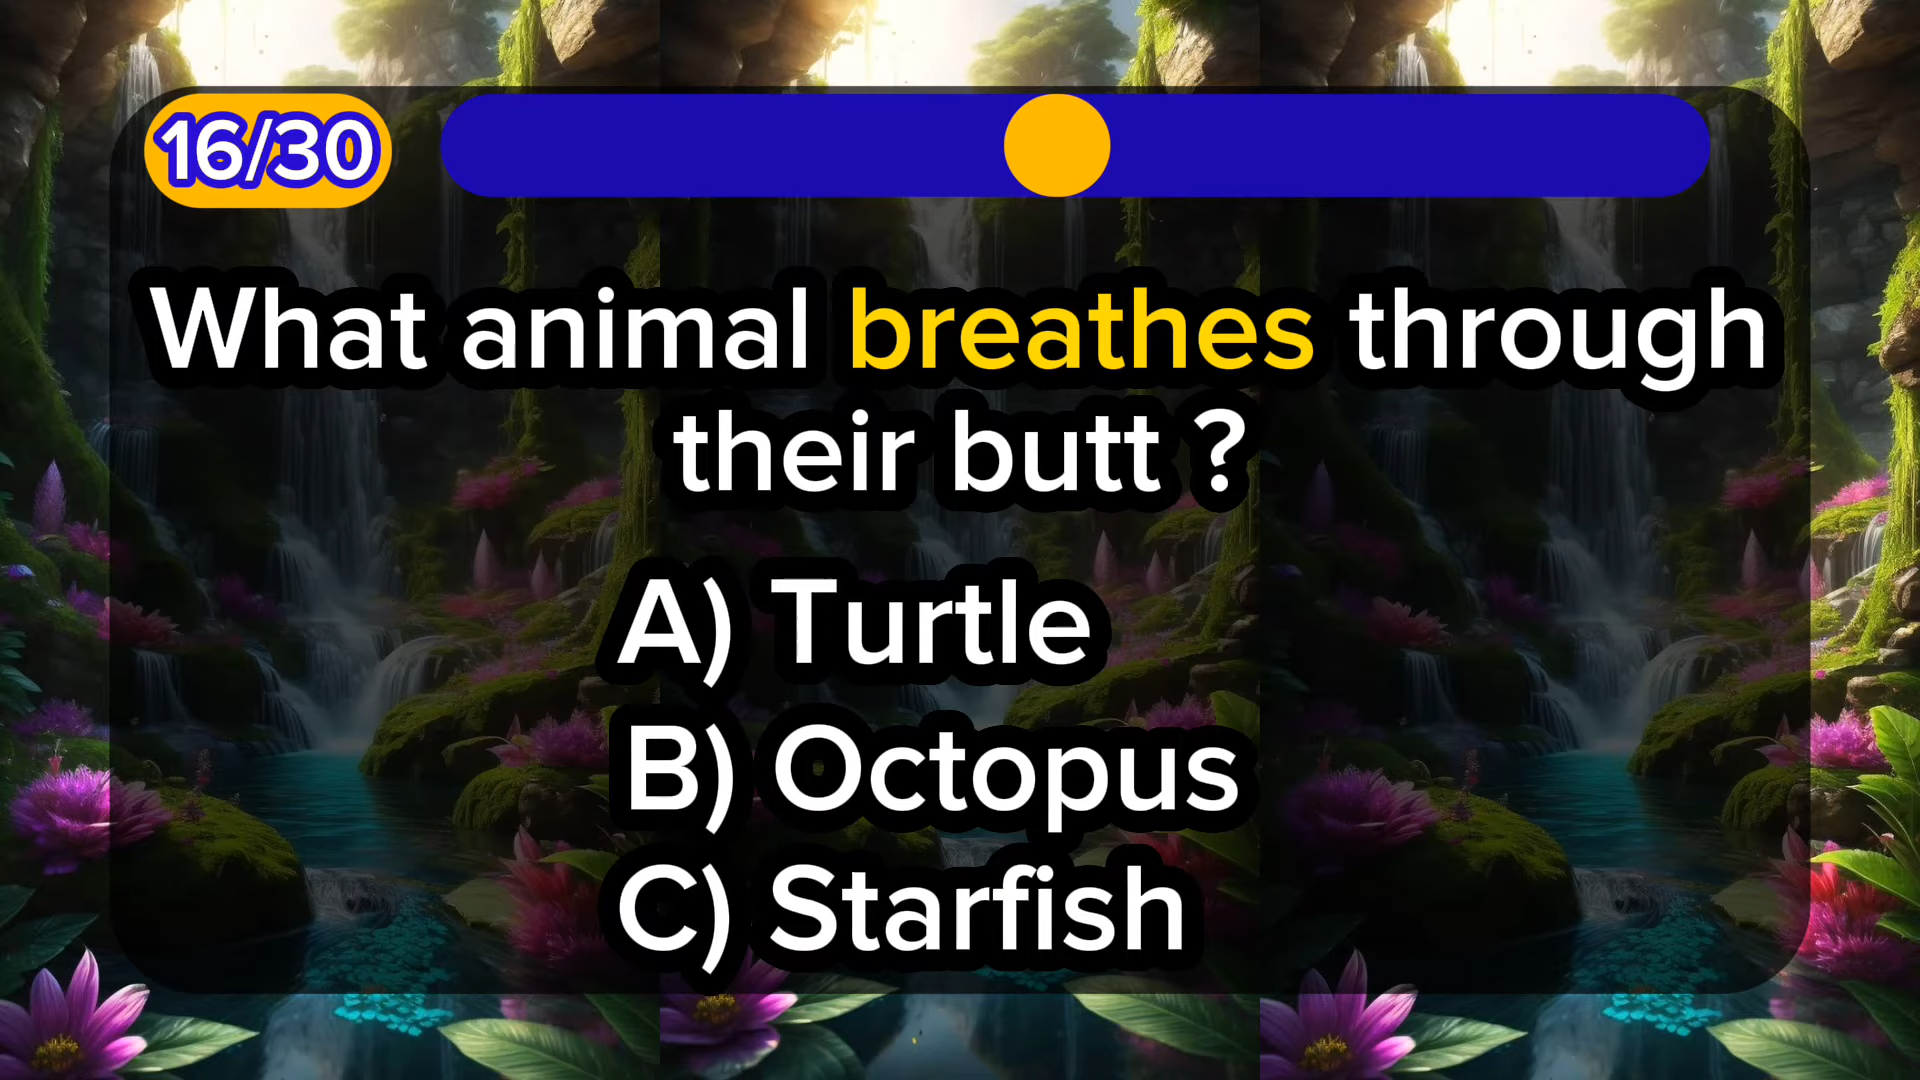 16/30
What animal breathes through
their butt ?
A) Turtle
B) Octopus
C) Starfish